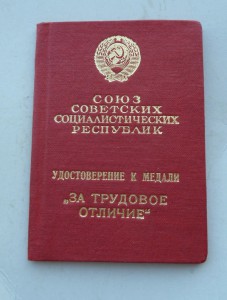 СОЮЗ
СОВЕТСКИХ
СОЦИАЛИСТИЧЕСКИХ
РЕСПУБЛИК
УДОСТОВЕРЕНИЕ К МЕДАЛИ
„ЗА ТРУДОВОЕ
ОТЛИЧИЕ“